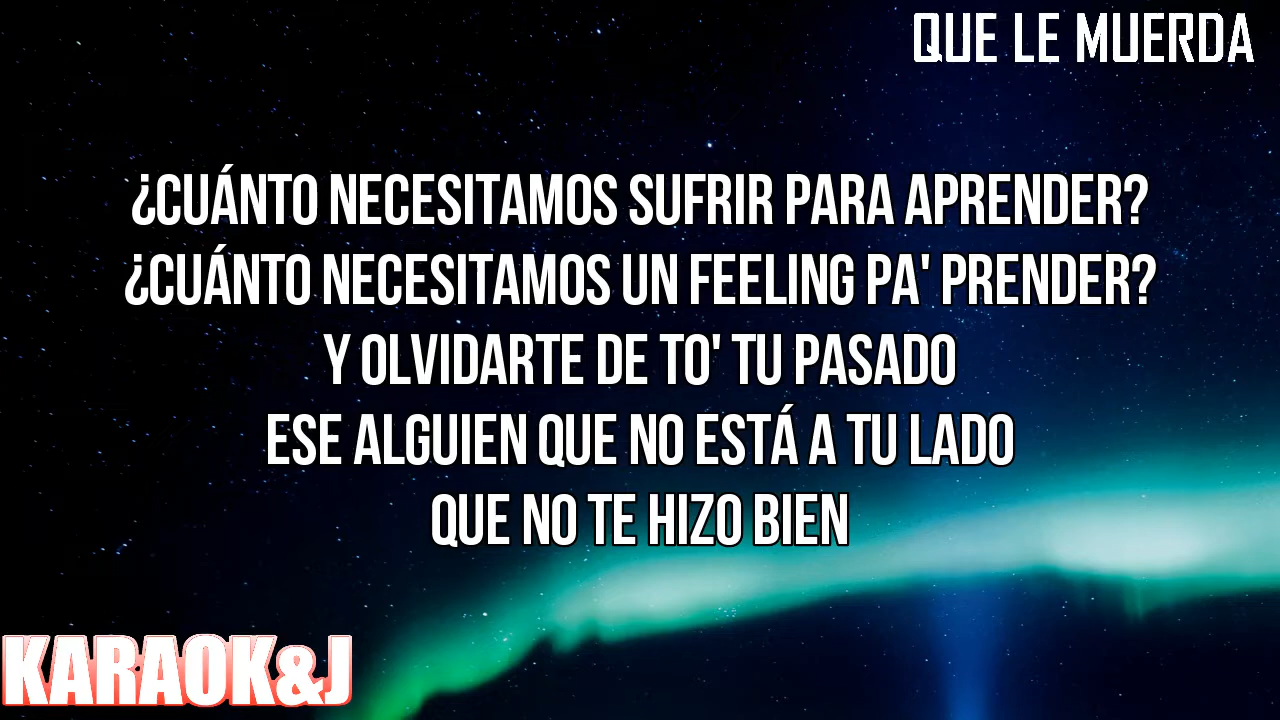 QUE LE MUERDA
¿CUÁNTO NECESITAMOS SUFRIR PARA APRENDER?
¿CUÁNTO NECESITAMOS UN FEELING PA' PRENDER?
Y OLVIDARTE DE TO' TU PASADO
ESE ALGUIEN QUE NO ESTÁ A TU LADO
QUE NO TE HIZO BIEN
KARAOK&J